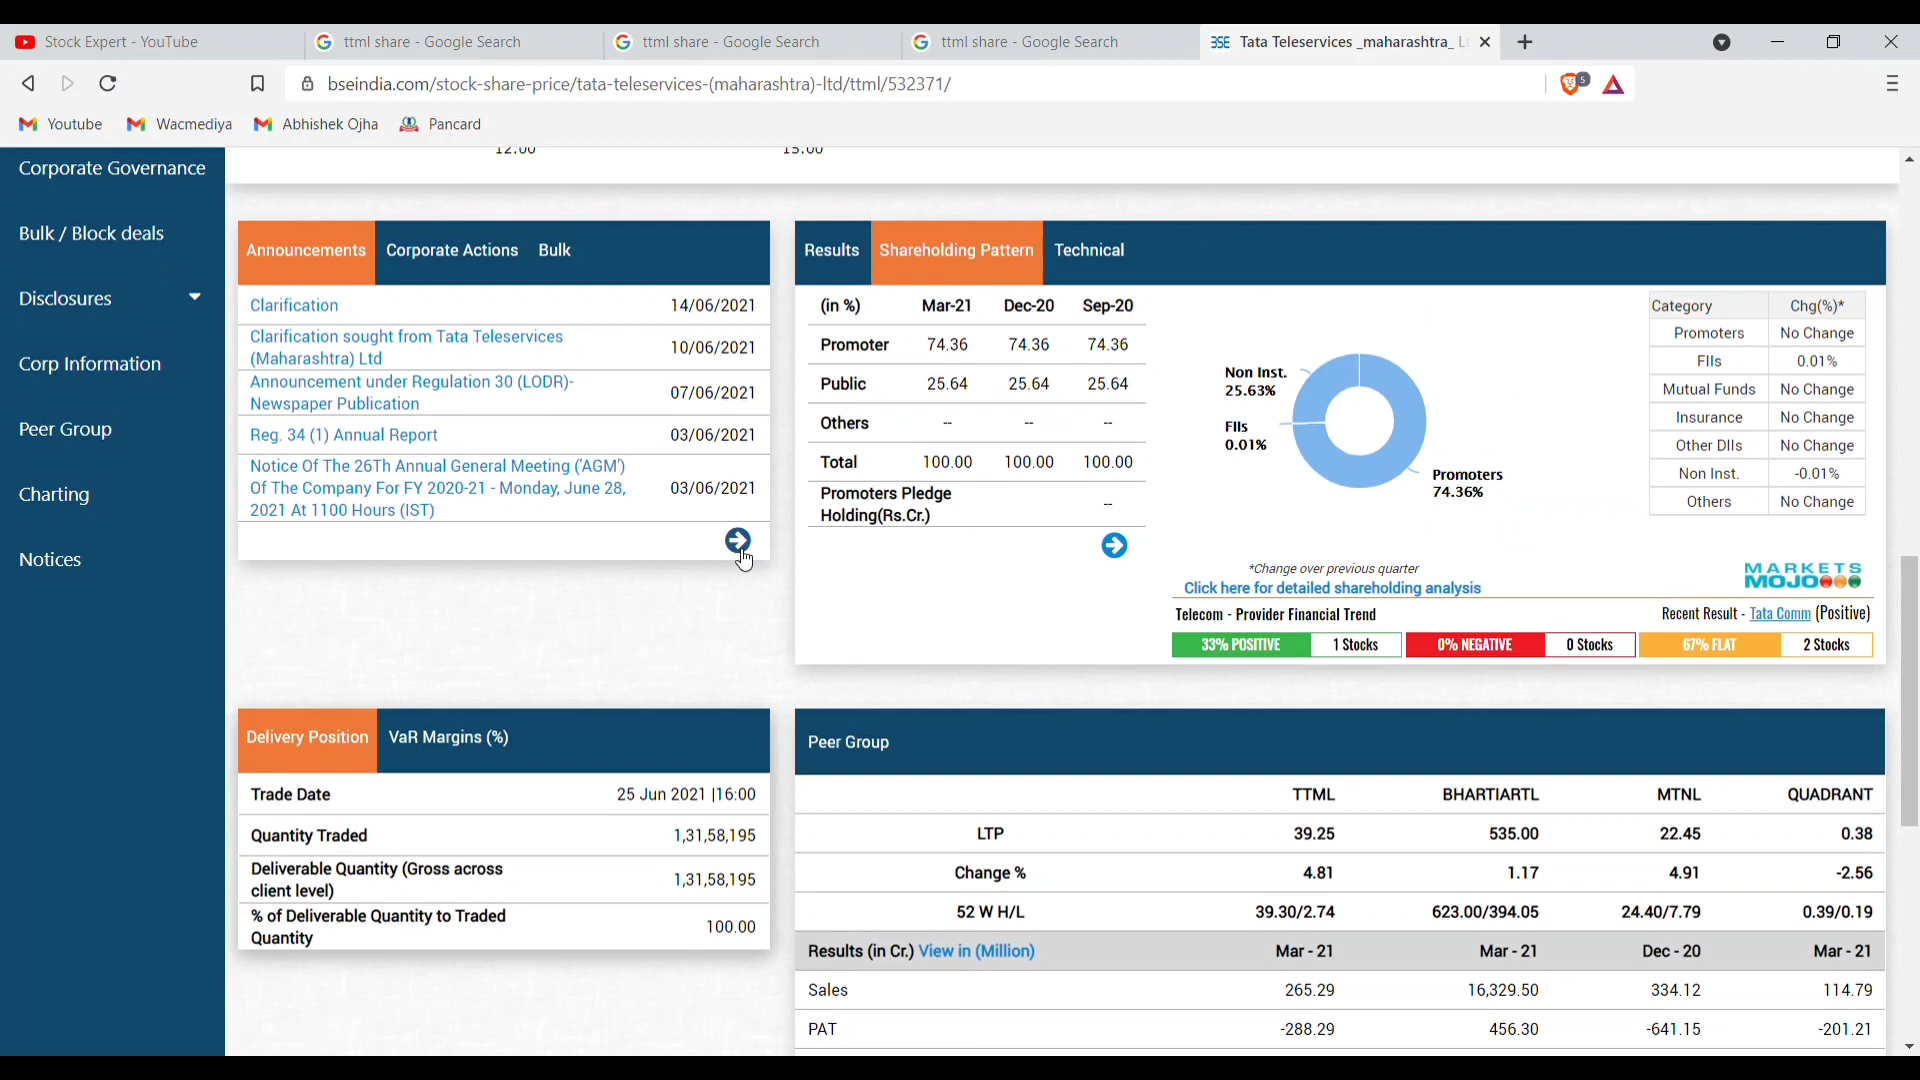 Stock Expert - YouTube
ttml share - Google Search
ttml share - Google Search
ttml share - Google Search
Tata Teleservices _maharashtra_
bseindia.com/stock-share-price/tata-teleservices-(maharashtra)-ltd/ttml/532371/
5
Youtube
Wacmediya
Abhishek Ojha
Pancard
Corporate Governance
Bulk / Block deals
Disclosures
Corp Information
Peer Group
Charting
Notices
12.00 15.00
Announcements Corporate Actions Bulk
Clarification 14/06/2021
Clarification sought from Tata Teleservices
(Maharashtra) Ltd 10/06/2021
Announcement under Regulation 30 (LODR)-
Newspaper Publication 07/06/2021
Reg. 34 (1) Annual Report 03/06/2021
Notice Of The 26Th Annual General Meeting ('AGM')
Of The Company For FY 2020-21 - Monday, June 28, 03/06/2021
2021 At 1100 Hours (IST)
Results Shareholding Pattern Technical
(in %) Mar-21 Dec-20 Sep-20
Promoter 74.36 74.36 74.36
Public 25.64 25.64 25.64
Others -- -- --
Total 100.00 100.00 100.00
Promoters Pledge
Holding(Rs.Cr.) --
Non Inst.
25.63%
FIIs
0.01%
Promoters
74.36%
Category Chg(%)*
Promoters No Change
FIIs 0.01%
Mutual Funds No Change
Insurance No Change
Other DIIs No Change
Non Inst. -0.01%
Others No Change
*Change over previous quarter
Click here for detailed shareholding analysis
MARKETS
MOJO
Telecom - Provider Financial Trend
Recent Result - Tata Comm (Positive)
33% POSITIVE 1 Stocks 0% NEGATIVE 0 Stocks 67% FLAT 2 Stocks
Delivery Position VaR Margins (%)
Trade Date 25 Jun 2021 |16:00
Quantity Traded 1,31,58,195
Deliverable Quantity (Gross across
client level) 1,31,58,195
% of Deliverable Quantity to Traded
Quantity 100.00
Peer Group
TTML BHARTIARTL MTNL QUADRANT
LTP 39.25 535.00 22.45 0.38
Change % 4.81 1.17 4.91 -2.56
52 W H/L 39.30/2.74 623.00/394.05 24.40/7.79 0.39/0.19
Results (in Cr.) View in (Million) Mar - 21 Mar - 21 Dec - 20 Mar - 21
Sales 265.29 16,329.50 334.12 114.79
PAT -288.29 456.30 -641.15 -201.21